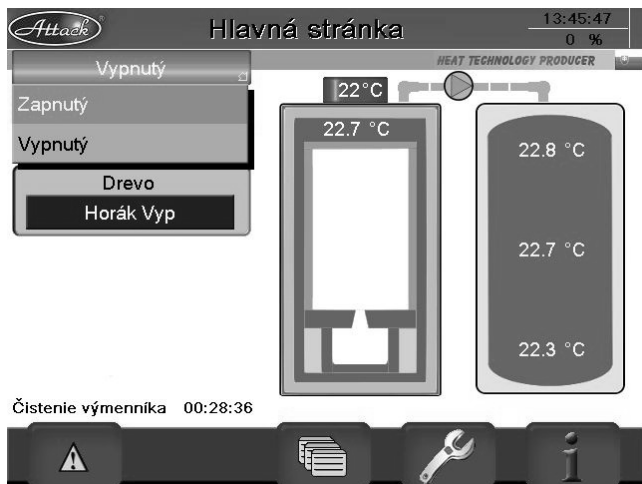 Attack®
Hlavná stránka
13:45:47
0 %
HEAT TECHNOLOGY PRODUCER
Vypnutý
Zapnutý
Vypnutý
Drevo
Horák Vyp
22°C
22.7 °C
22.8 °C
22.7 °C
22.3 °C
Čistenie výmenníka 00:28:36